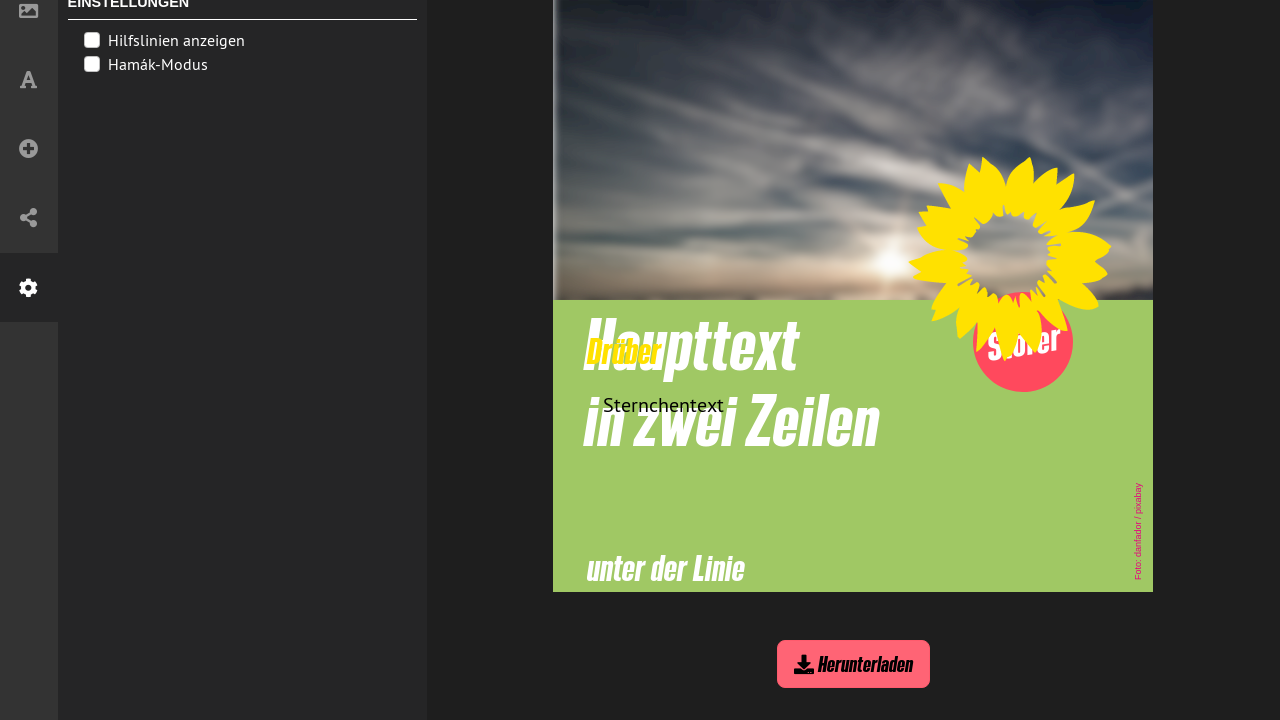 EINSTELLUNGEN
Hilfslinien anzeigen
Hamák-Modus
Haupttext
Drüber
Sternchentext
in zwei Zeilen
Störer
unter der Linie
Foto: danfador / pixabay
Herunterladen